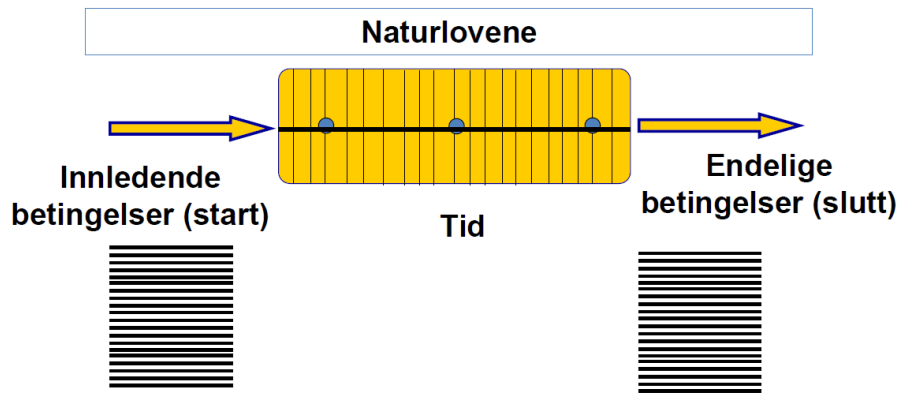 Naturlovene
Innledende
betingelser (start)
Tid
Endelige
betingelser (slutt)